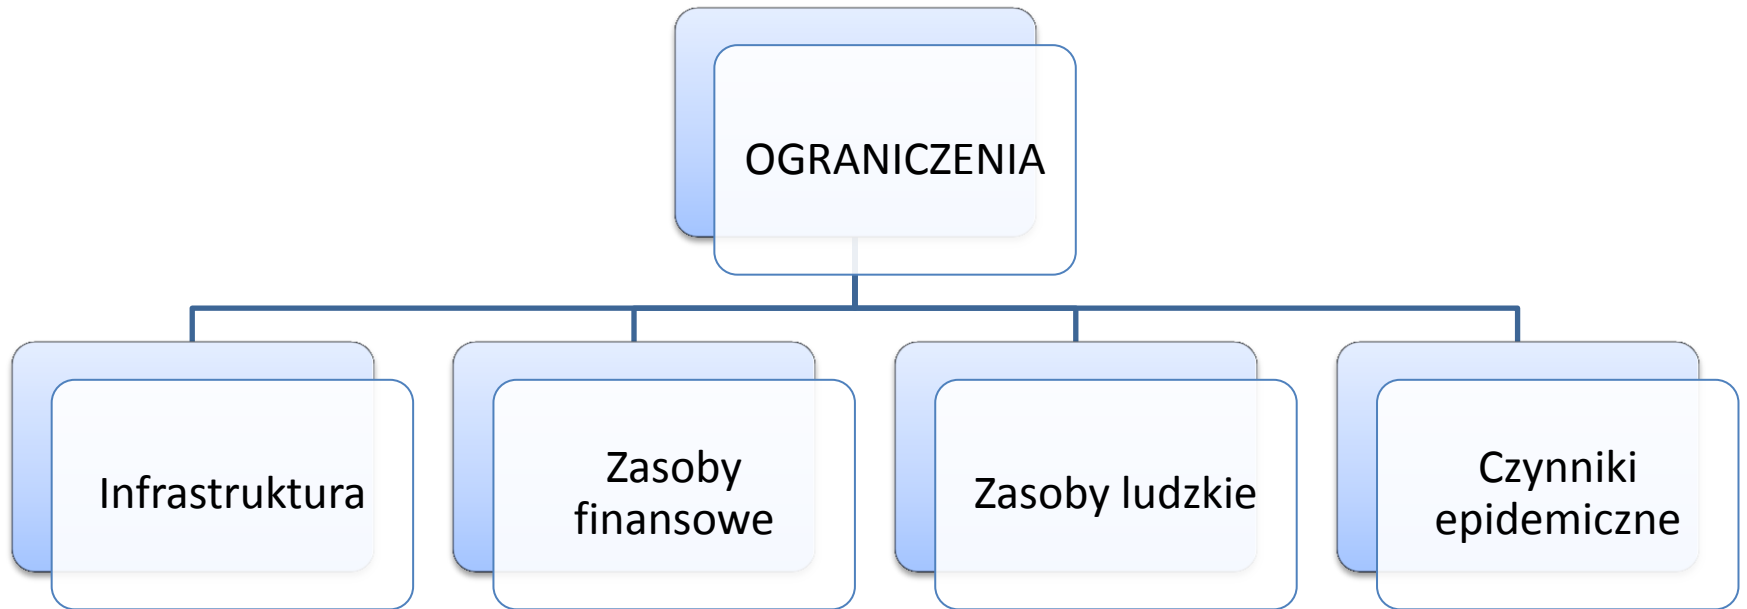 OGRANICZENIA
Infrastruktura
Zasoby
finansowe
Zasoby ludzkie
Czynniki
epidemiczne